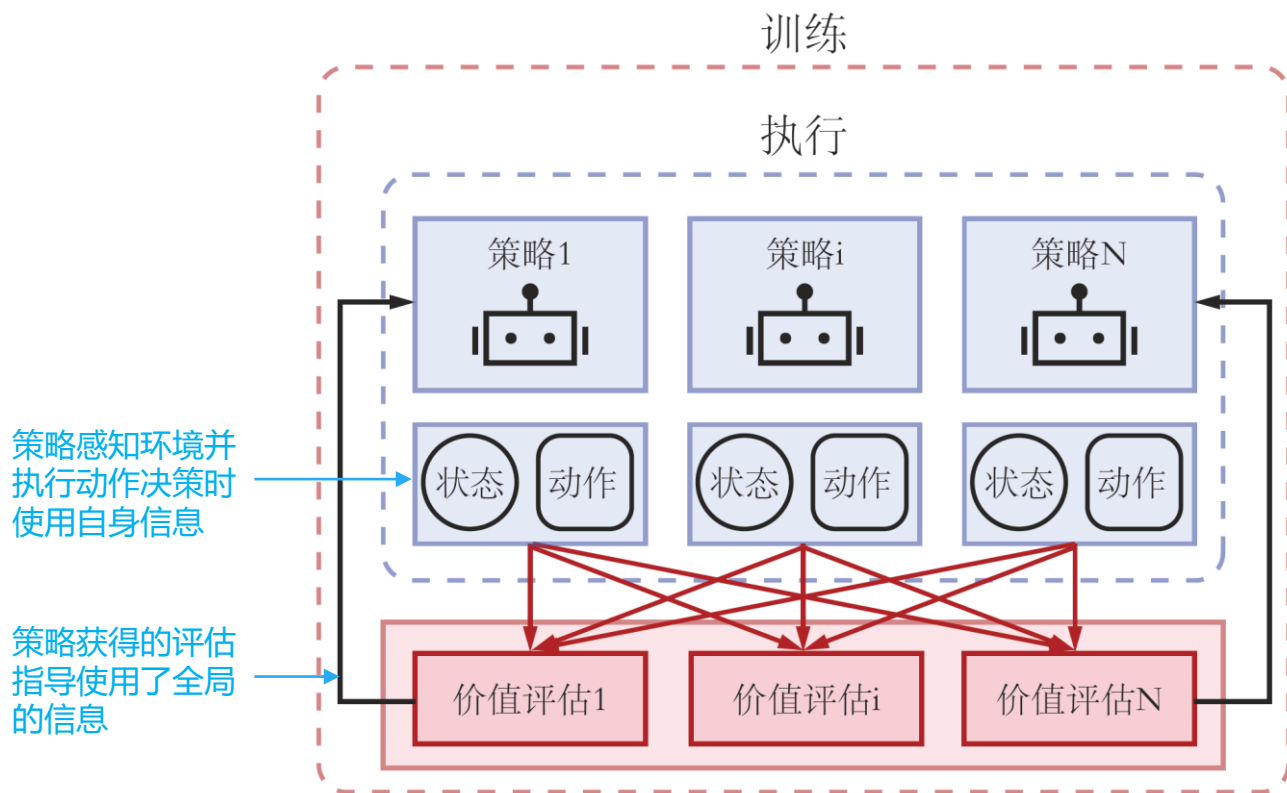 训练
执行
策略1
策略i
策略N
状态
动作
状态
动作
状态
动作
策略感知环境并
执行动作决策时
使用自身信息
策略获得的评估
指导使用了全局
的信息
价值评估1
价值评估i
价值评估N